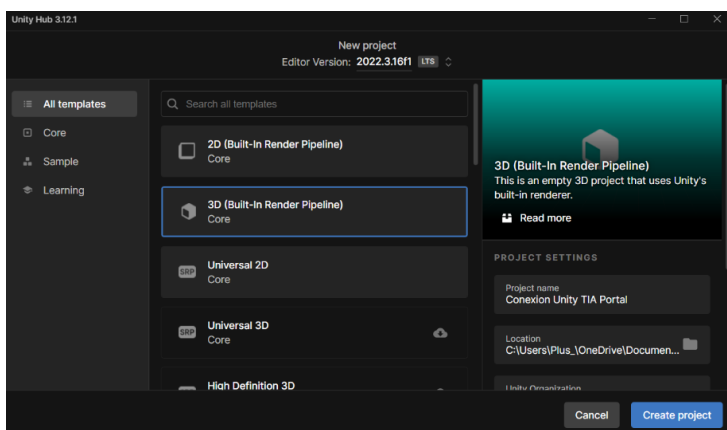 Unity Hub 3.12.1
New project
Editor Version: 2022.3.16f1 LTS
All templates
Core
Sample
Learning
Search all templates
2D (Built-In Render Pipeline)
Core
3D (Built-In Render Pipeline)
Core
SRP
Universal 2D
Core
SRP
Universal 3D
Core
High Definition 3D
3D (Built-In Render Pipeline)
This is an empty 3D project that uses Unity's
built-in renderer.
Read more
PROJECT SETTINGS
Project name
Conexion Unity TIA Portal
Location
C:\Users\Plus_\OneDrive\Documen...
Unity Organization
Cancel
Create project